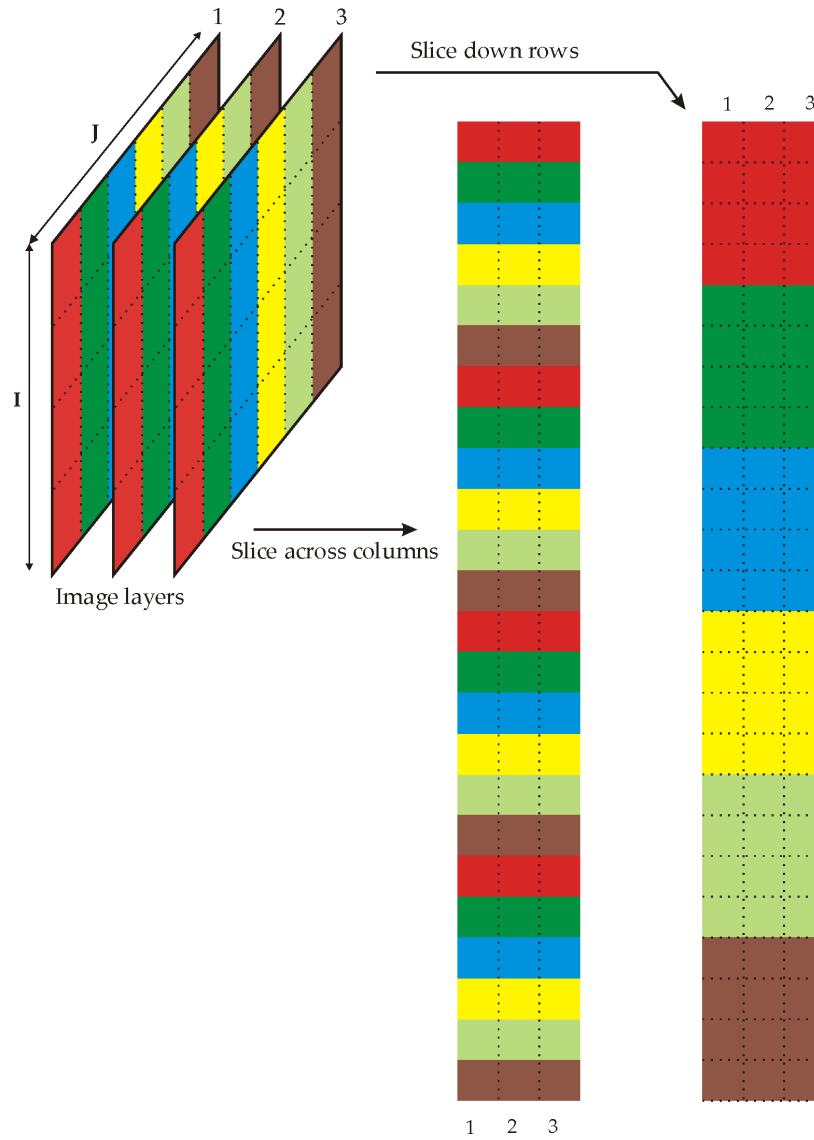 1 2 3
Slice down rows
1 2 3
J
I
Slice across columns
Image layers
1 2 3